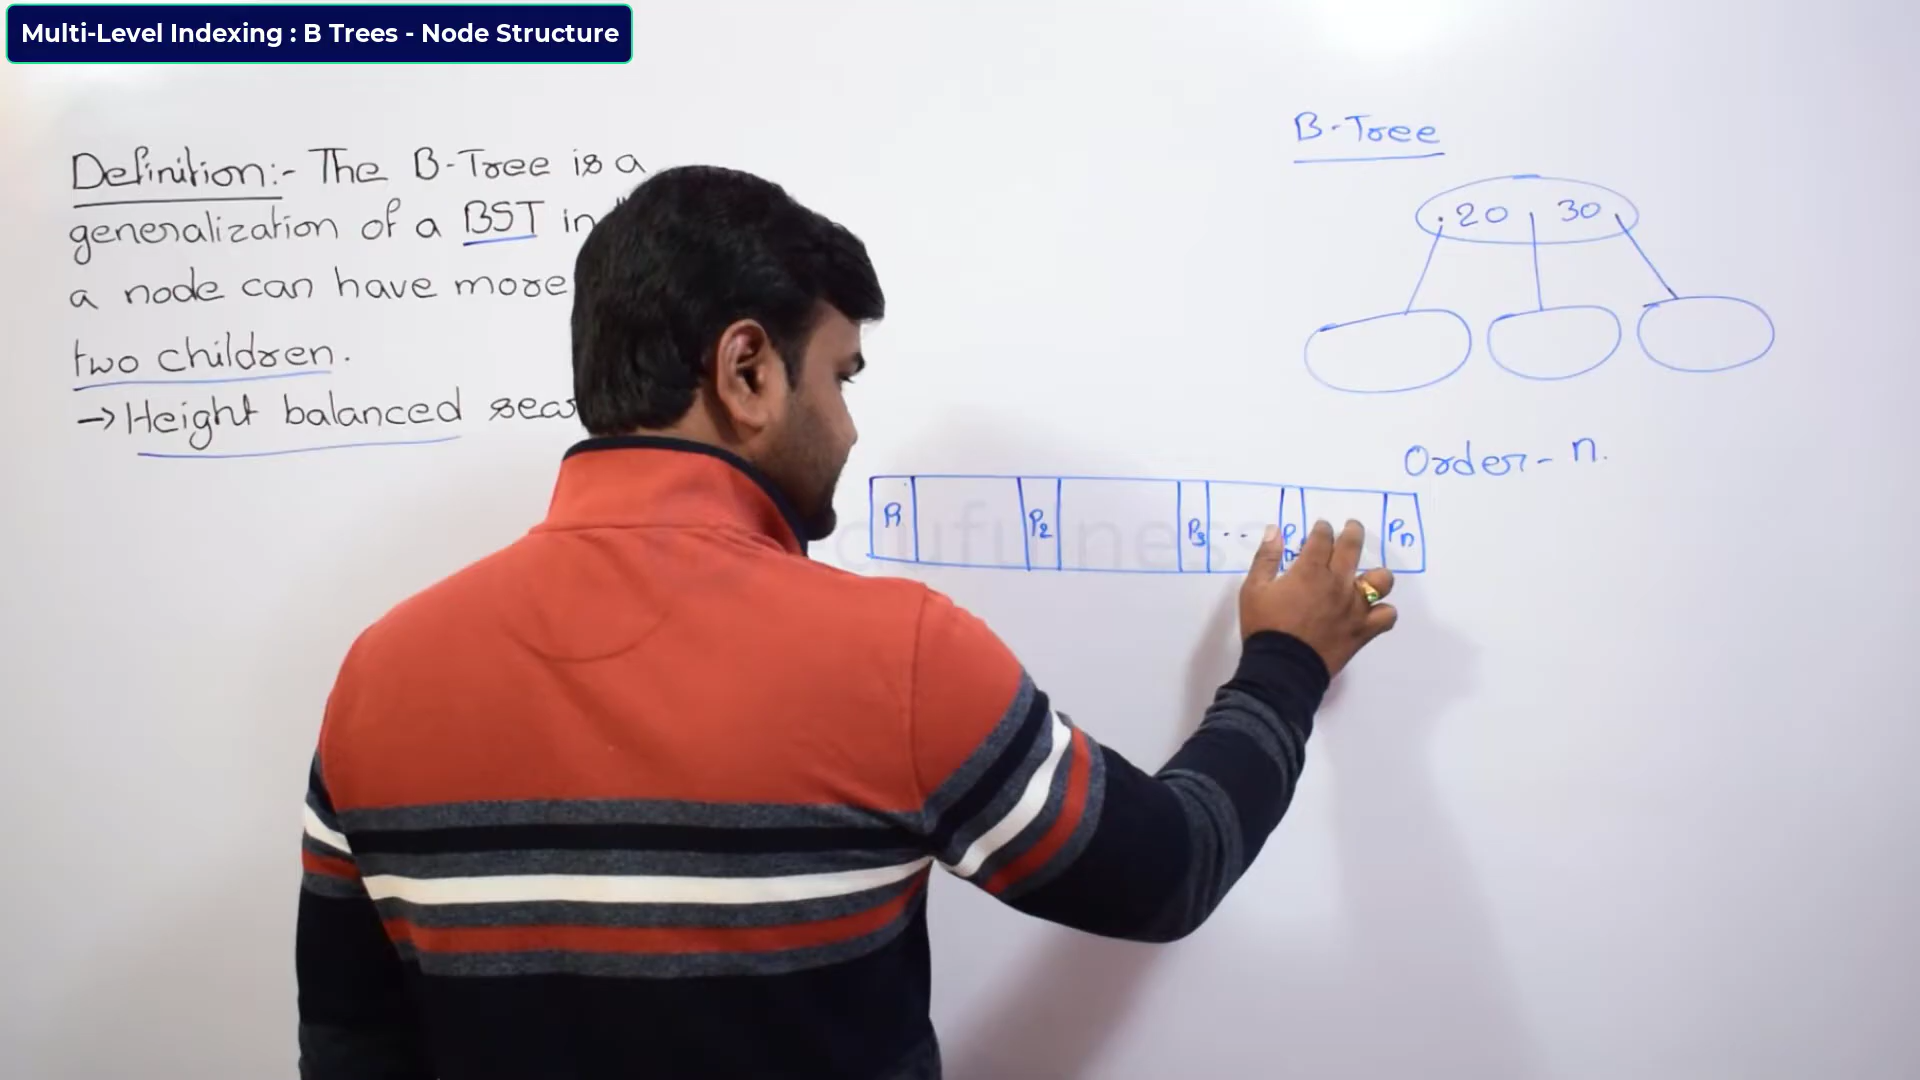 Multi-Level Indexing : B Trees - Node Structure
Definition:- The B-Tree is a
generalization of a BST in
a node can have more
two children.
→ Height balanced sear
B-Tree
20 30
Order - n.
P1 P2 P3 .. P Pn